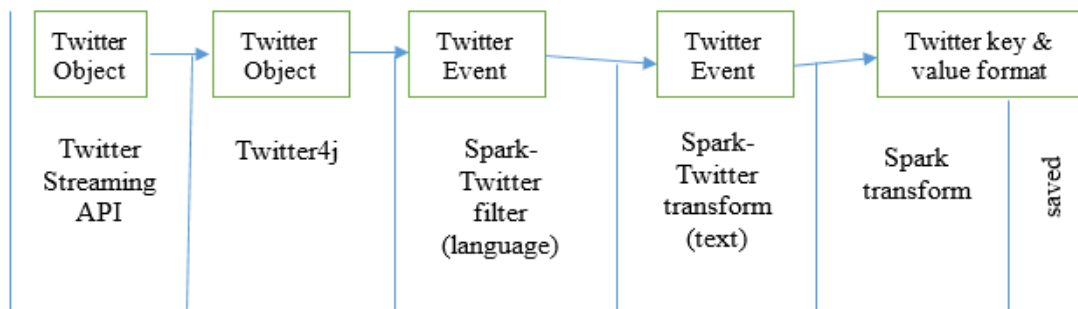 Twitter
Object
Twitter
Object
Twitter
Event
Twitter
Event
Twitter key &
value format
Twitter
Streaming
API
Twitter4j
Spark-
Twitter
filter
(language)
Spark-
Twitter
transform
(text)
Spark
transform
saved